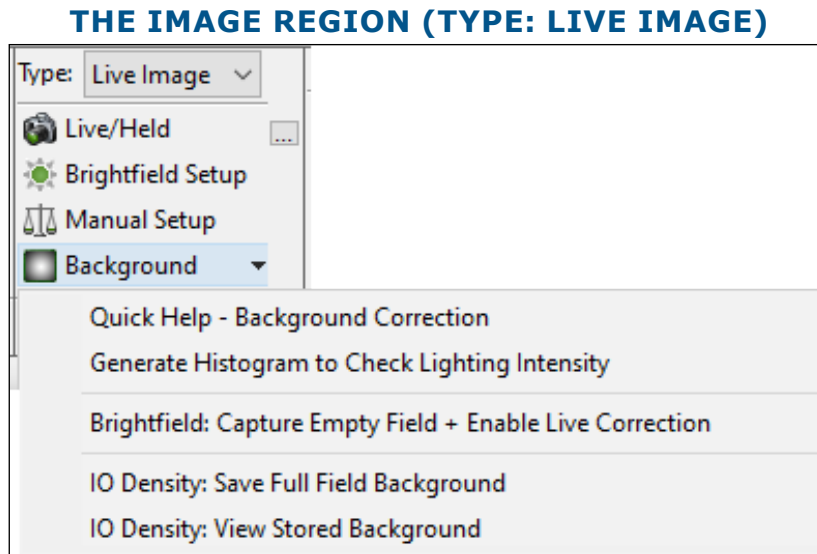 THE IMAGE REGION (TYPE: LIVE IMAGE)
Type: Live Image
Live/Held ...
Brightfield Setup
Manual Setup
Background
Quick Help - Background Correction
Generate Histogram to Check Lighting Intensity
Brightfield: Capture Empty Field + Enable Live Correction
IO Density: Save Full Field Background
IO Density: View Stored Background